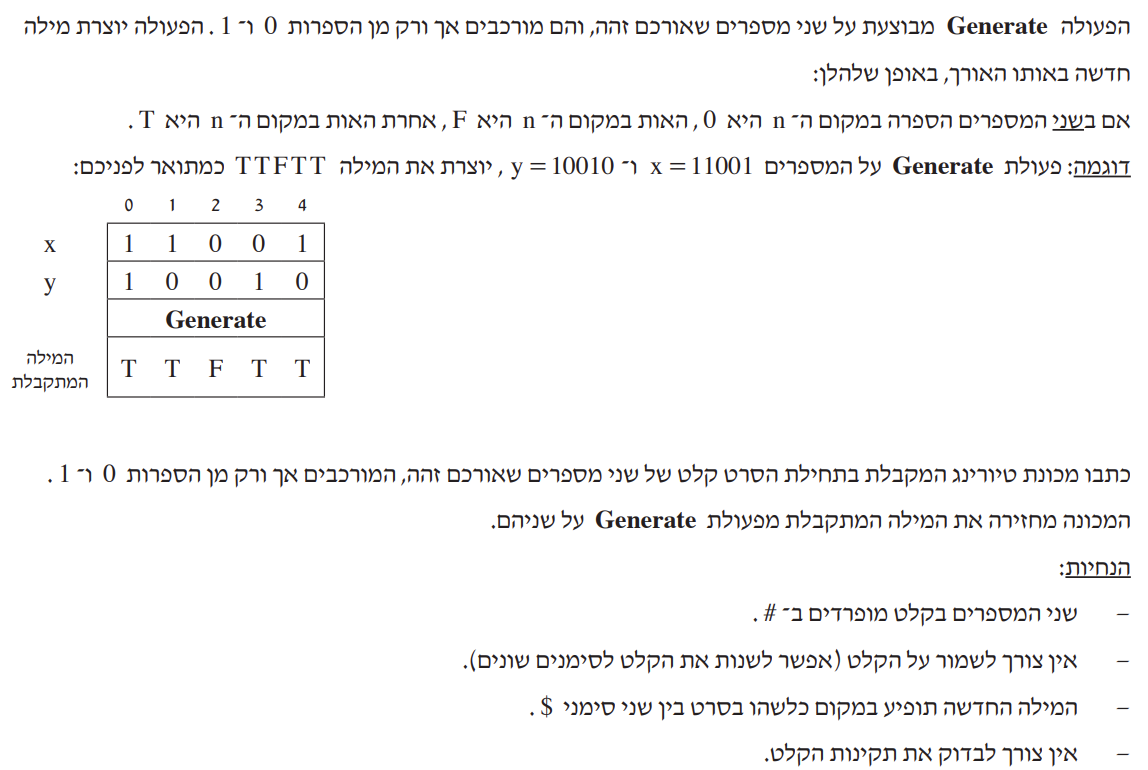 הפעולה Generate מבוצעת על שני מספרים שאורכם זהה, והם מורכבים אך ורק מן הספרות 0 ו־ 1 . הפעולה יוצרת מילה
חדשה באותו האורך, באופן שלהלן:
אם בשני המספרים הספרה במקום ה־ n היא 0 , האות במקום ה־ n היא F , אחרת האות במקום ה־ n היא T .
דוגמה: פעולת Generate על המספרים x = 11001 ו־ y = 10010 , יוצרת את המילה TTFTT כמתואר לפניכם:
0 1 2 3 4
x 1 1 0 0 1
y 1 0 0 1 0
Generate
המילה
המתקבלת
T T F T T
כתבו מכונת טיורינג המקבלת בתחילת הסרט קלט של שני מספרים שאורכם זהה, המורכבים אך ורק מן הספרות 0 ו־ 1 .
המכונה מחזירה את המילה המתקבלת מפעולת Generate על שניהם.
הנחיות:
– שני המספרים בקלט מופרדים ב־ # .
– אין צורך לשמור על הקלט (אפשר לשנות את הקלט לסימנים שונים).
– המילה החדשה תופיע במקום כלשהו בסרט בין שני סימני $ .
– אין צורך לבדוק את תקינות הקלט.